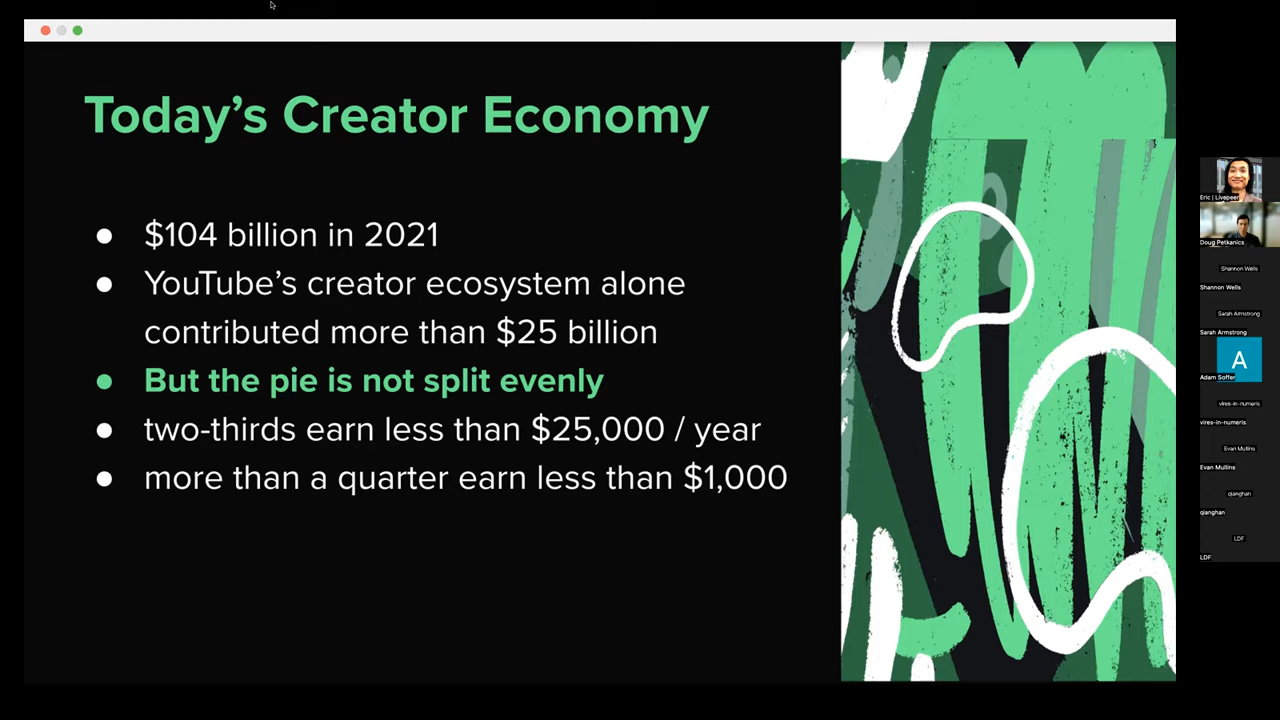 Today's Creator Economy
● $104 billion in 2021
● YouTube's creator ecosystem alone
contributed more than $25 billion
● But the pie is not split evenly
● two-thirds earn less than $25,000 / year
● more than a quarter earn less than $1,000
Eric | Livepeer
Doug Petkanics
Shannon Wells
Shannon Wells
Sarah Armstrong
Sarah Armstrong
A
Adam Soffer
vires-in-numeris
vires-in-numeris
Evan Mullins
Evan Mullins
qianghan
qianghan
LDF
LDF